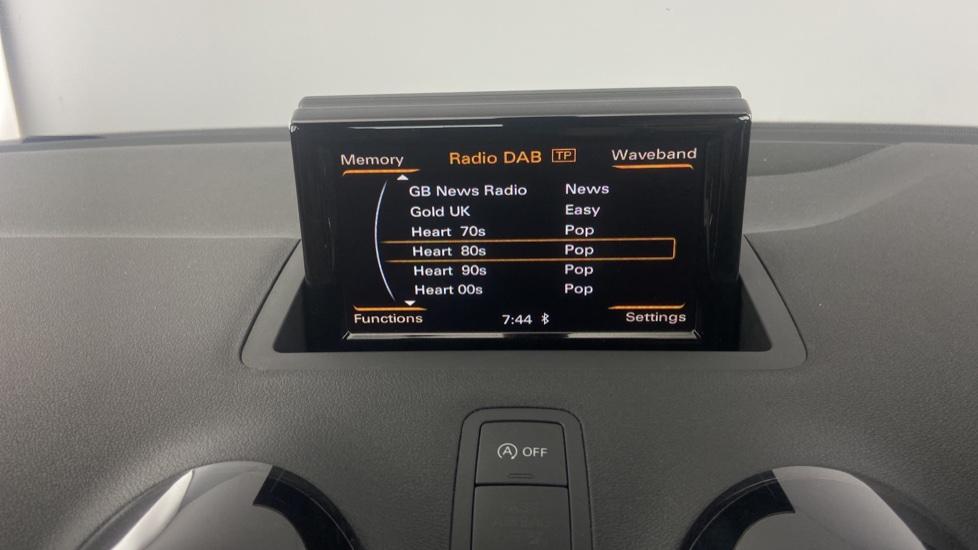 Memory Radio DAB TP Waveband
GB News Radio News
Gold UK Easy
Heart 70s Pop
Heart 80s Pop
Heart 90s Pop
Heart 00s Pop
Functions 7:44 Settings
A OFF